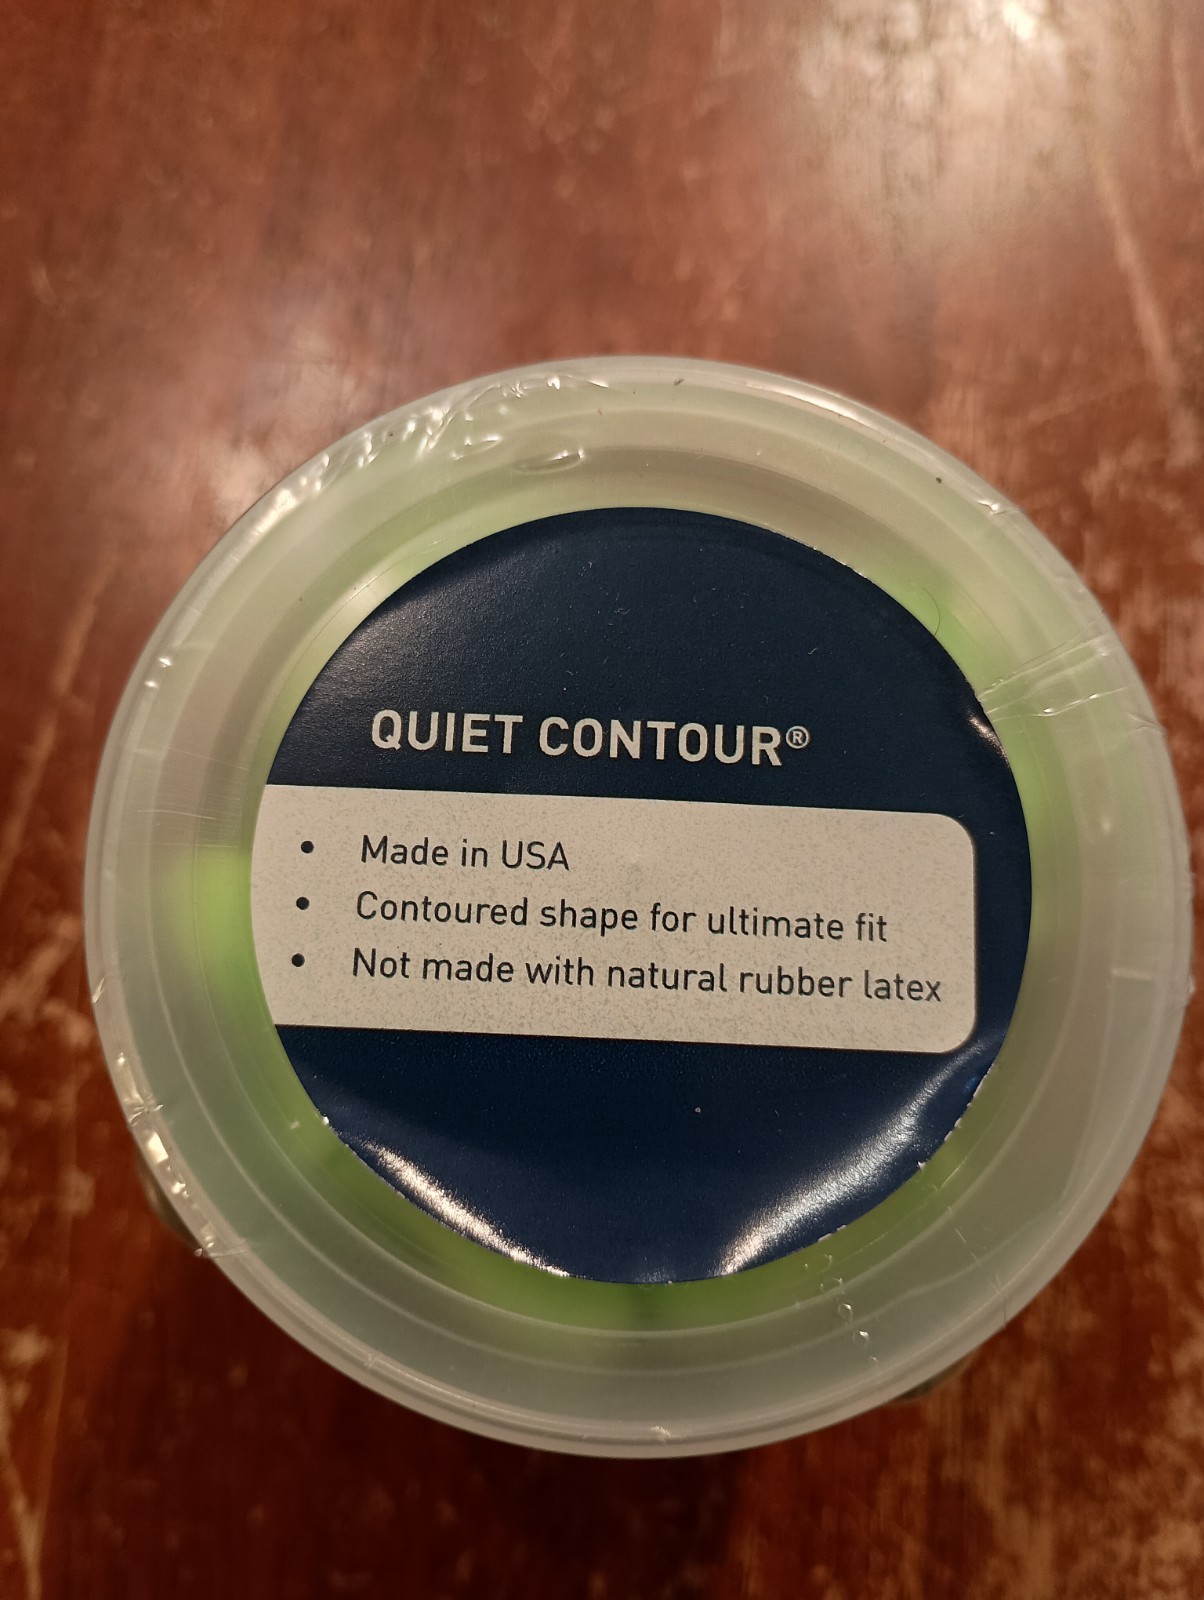 QUIET CONTOUR®
• Made in USA
• Contoured shape for ultimate fit
• Not made with natural rubber latex